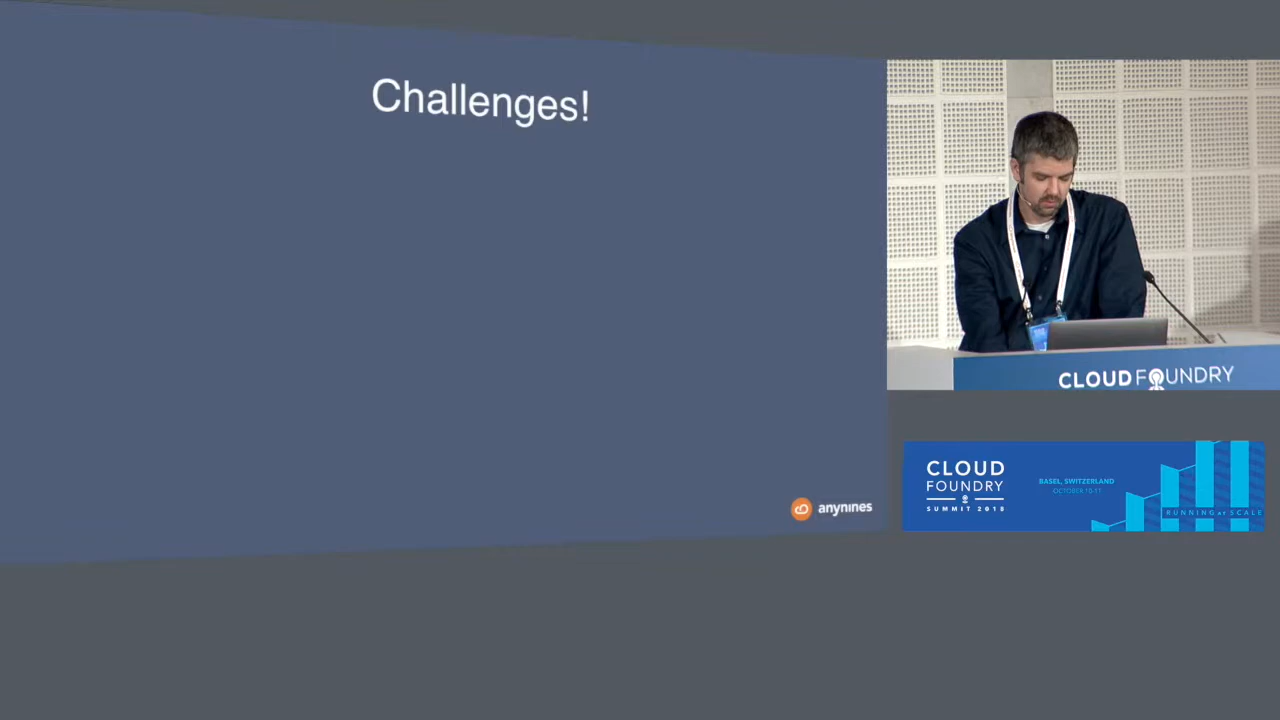 Challenges!
anynines
CLOUD FOUNDRY
CLOUD
FOUNDRY
SUMMIT 2018
BASEL, SWITZERLAND
OCTOBER 10-11
RUNNING at SCALE